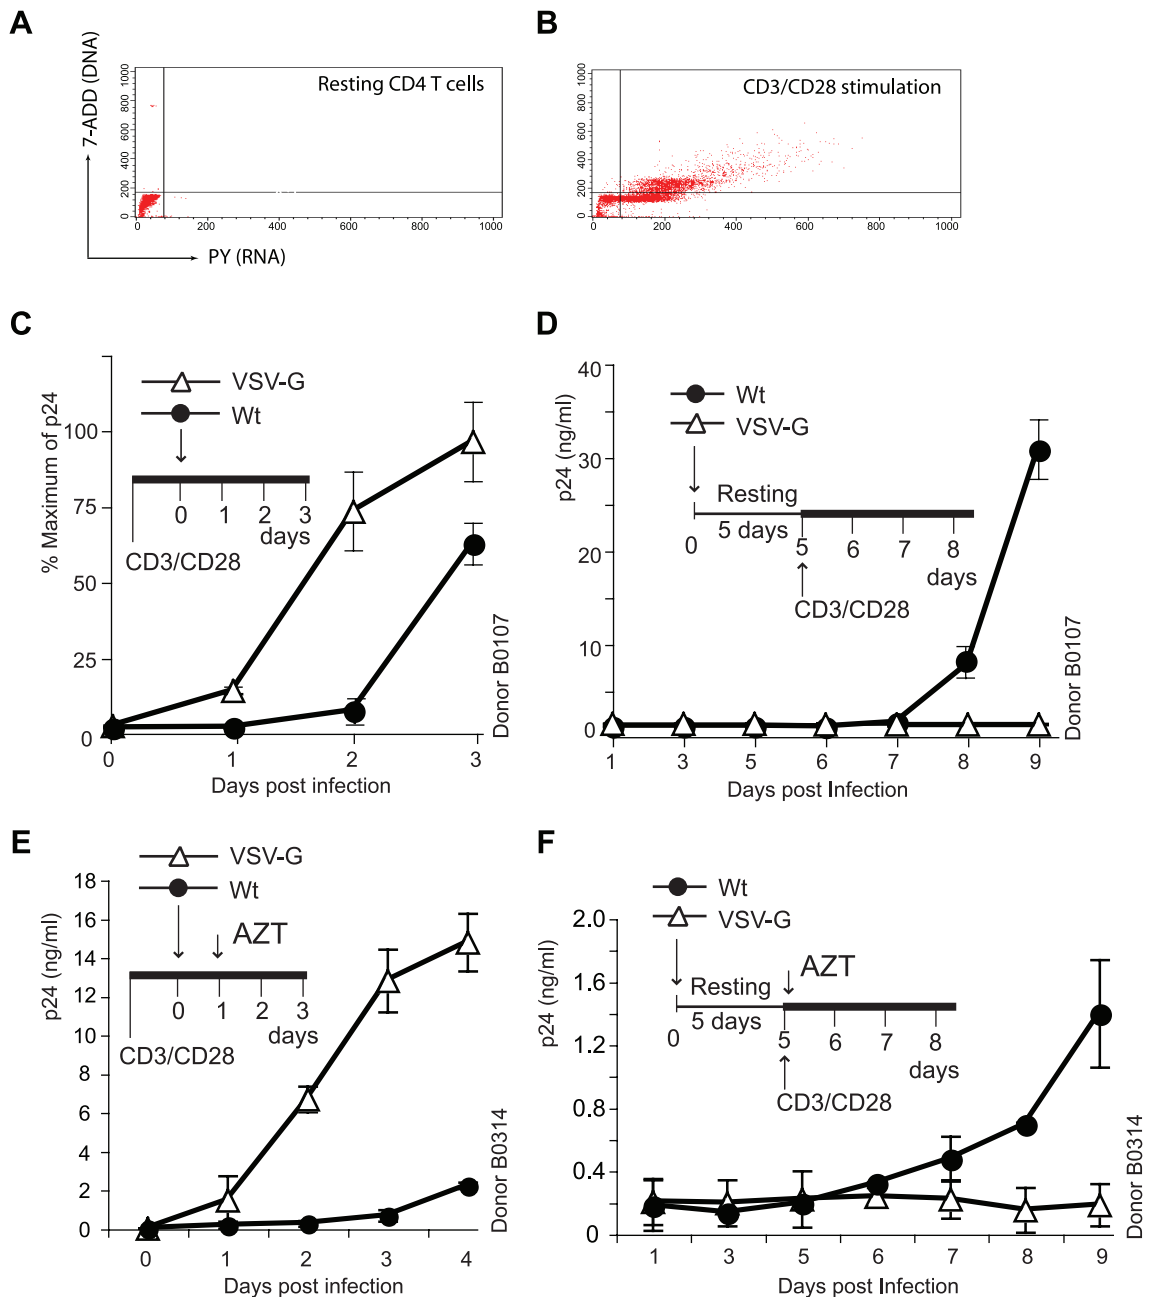 A
B
7-ADD (DNA)
1000
800
600
400
200
0
Resting CD4 T cells
0
200
400
600
800
1000
PY (RNA)
1000
800
600
400
200
0
CD3/CD28 stimulation
0
200
400
600
800
1000
C
% Maximum of p24
100
75
50
25
0
VSV-G
Wt
0
1
2
3
days
CD3/CD28
0
1
2
3
Days post infection
Donor B0107
D
p24 (ng/ml)
40
30
20
10
0
Wt
VSV-G
Resting
5 days
0
5
6
7
8
days
CD3/CD28
1
3
5
6
7
8
9
Days post Infection
Donor B0107
E
p24 (ng/ml)
18
16
14
12
10
8
6
4
2
0
VSV-G
Wt
AZT
0
1
2
3
days
CD3/CD28
0
1
2
3
4
Days post infection
Donor B0314
F
p24 (ng/ml)
2.0
1.6
1.2
0.8
0.4
0
Wt
VSV-G
AZT
Resting
5 days
0
5
6
7
8
days
CD3/CD28
1
3
5
6
7
8
9
Days post Infection
Donor B0314